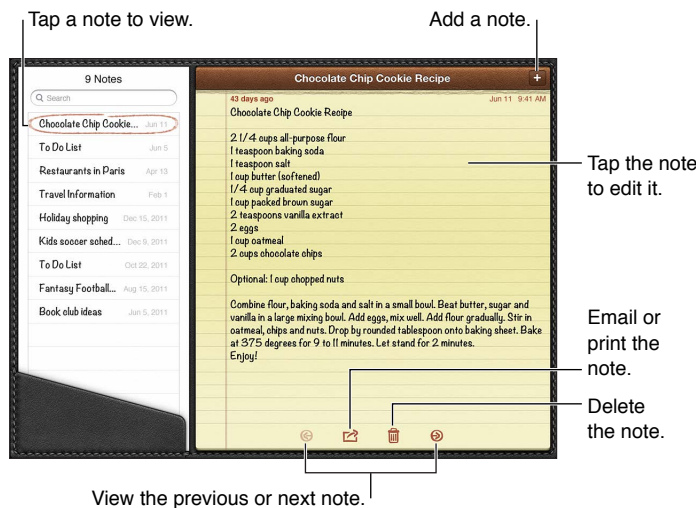 Tap a note to view.
Add a note.
9 Notes
Search
Chocolate Chip Cookie... Jun 11
To Do List Jun 5
Restaurants in Paris Apr 13
Travel Information Feb 1
Holiday shopping Dec 15, 2011
Kids soccer sched... Dec 9, 2011
To Do List Oct 22, 2011
Fantasy Football... Aug 15, 2011
Book club ideas Jun 5, 2011
Chocolate Chip Cookie Recipe +
43 days ago Jun 11 9:41 AM
Chocolate Chip Cookie Recipe
2 1/4 cups all-purpose flour
1 teaspoon baking soda
1 teaspoon salt
1 cup butter (softened)
1/4 cup graduated sugar
1 cup packed brown sugar
2 teaspoons vanilla extract
2 eggs
1 cup oatmeal
2 cups chocolate chips
Optional: 1 cup chopped nuts
Combine flour, baking soda and salt in a small bowl. Beat butter, sugar and
vanilla in a large mixing bowl. Add eggs, mix well. Add flour gradually. Stir in
oatmeal, chips and nuts. Drop by rounded tablespoon onto baking sheet. Bake
at 375 degrees for 9 to 11 minutes. Let stand for 2 minutes.
Enjoy!
Tap the note
to edit it.
Email or
print the
note.
Delete
the note.
View the previous or next note.